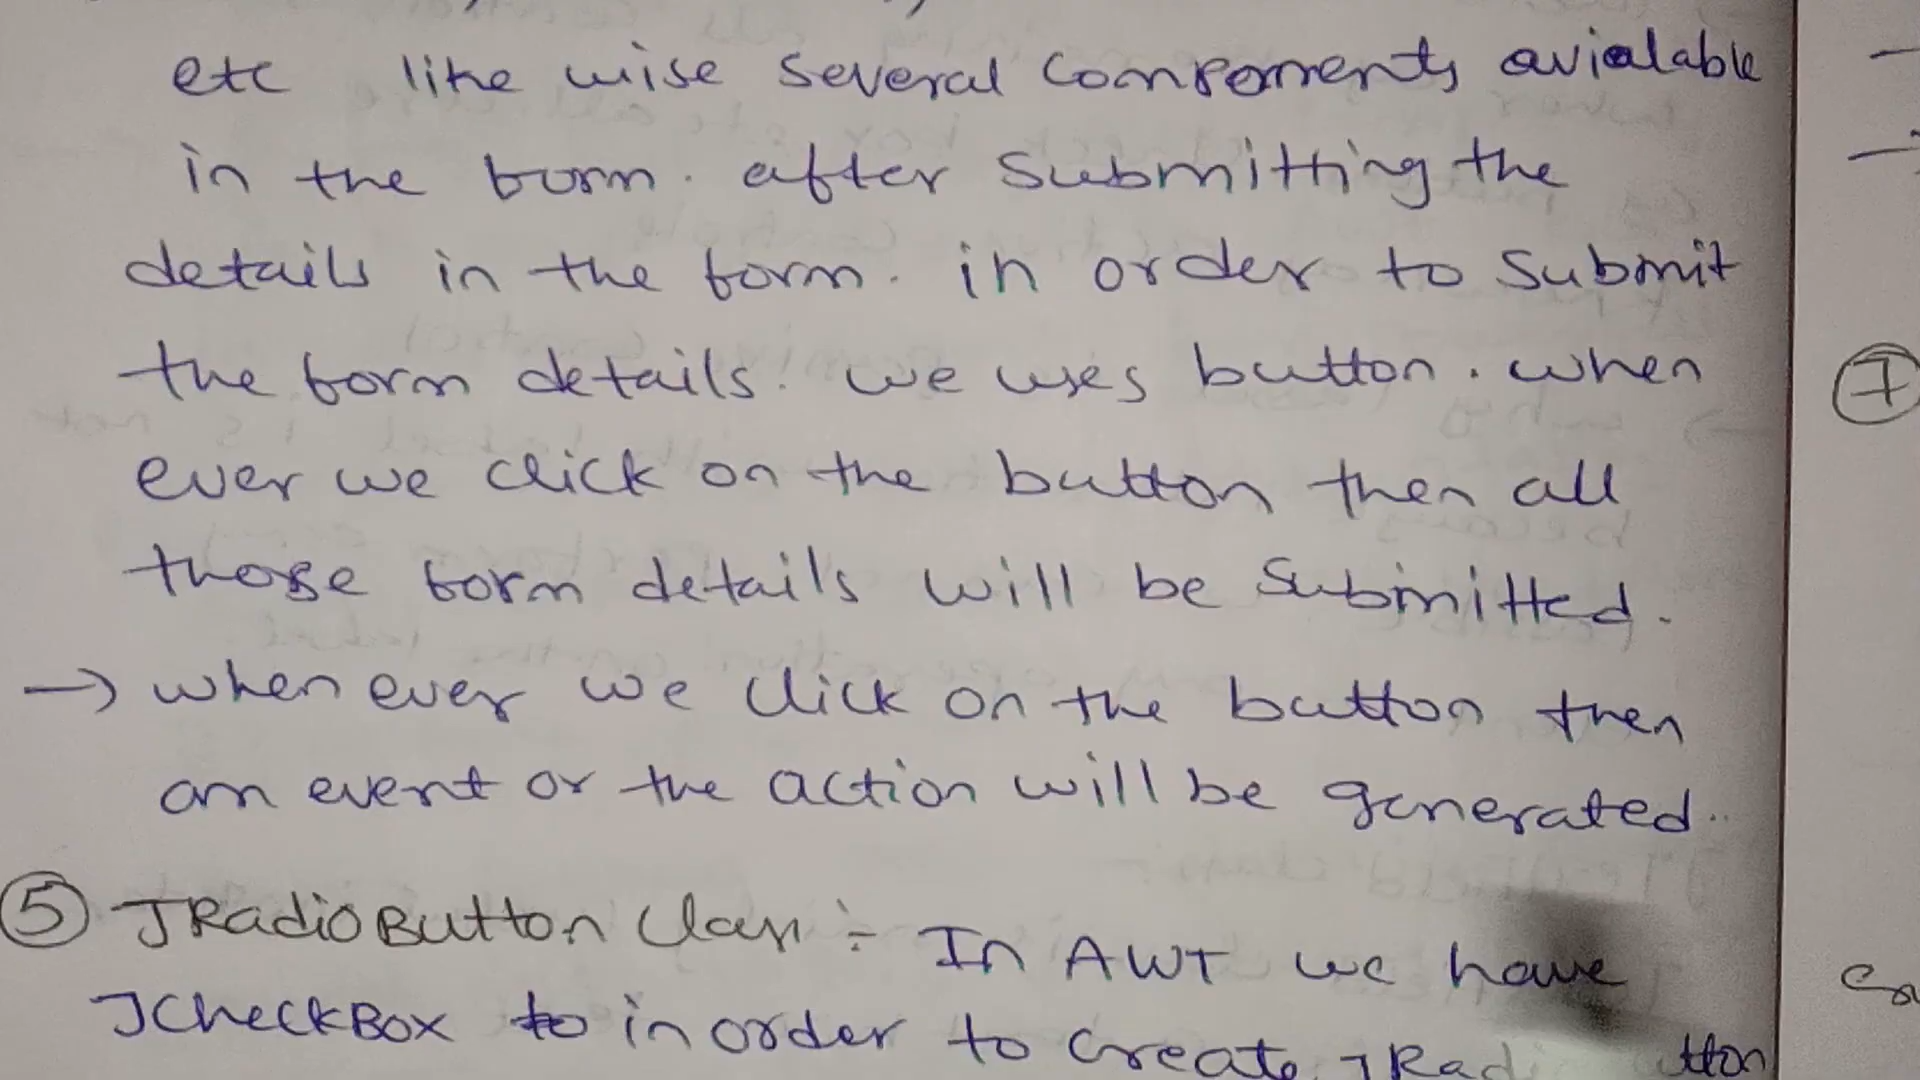 etc like wise several components avialable
in the form. after submitting the
details in the form. in order to submit
the form details. we uses button. when
ever we click on the button then all
those form details will be submitted.
→ when ever we click on the button then
an event or the action will be generated..
⑤ JRadioButton class :- In AWT we have
JCheckBox to in order to create JRadi tton